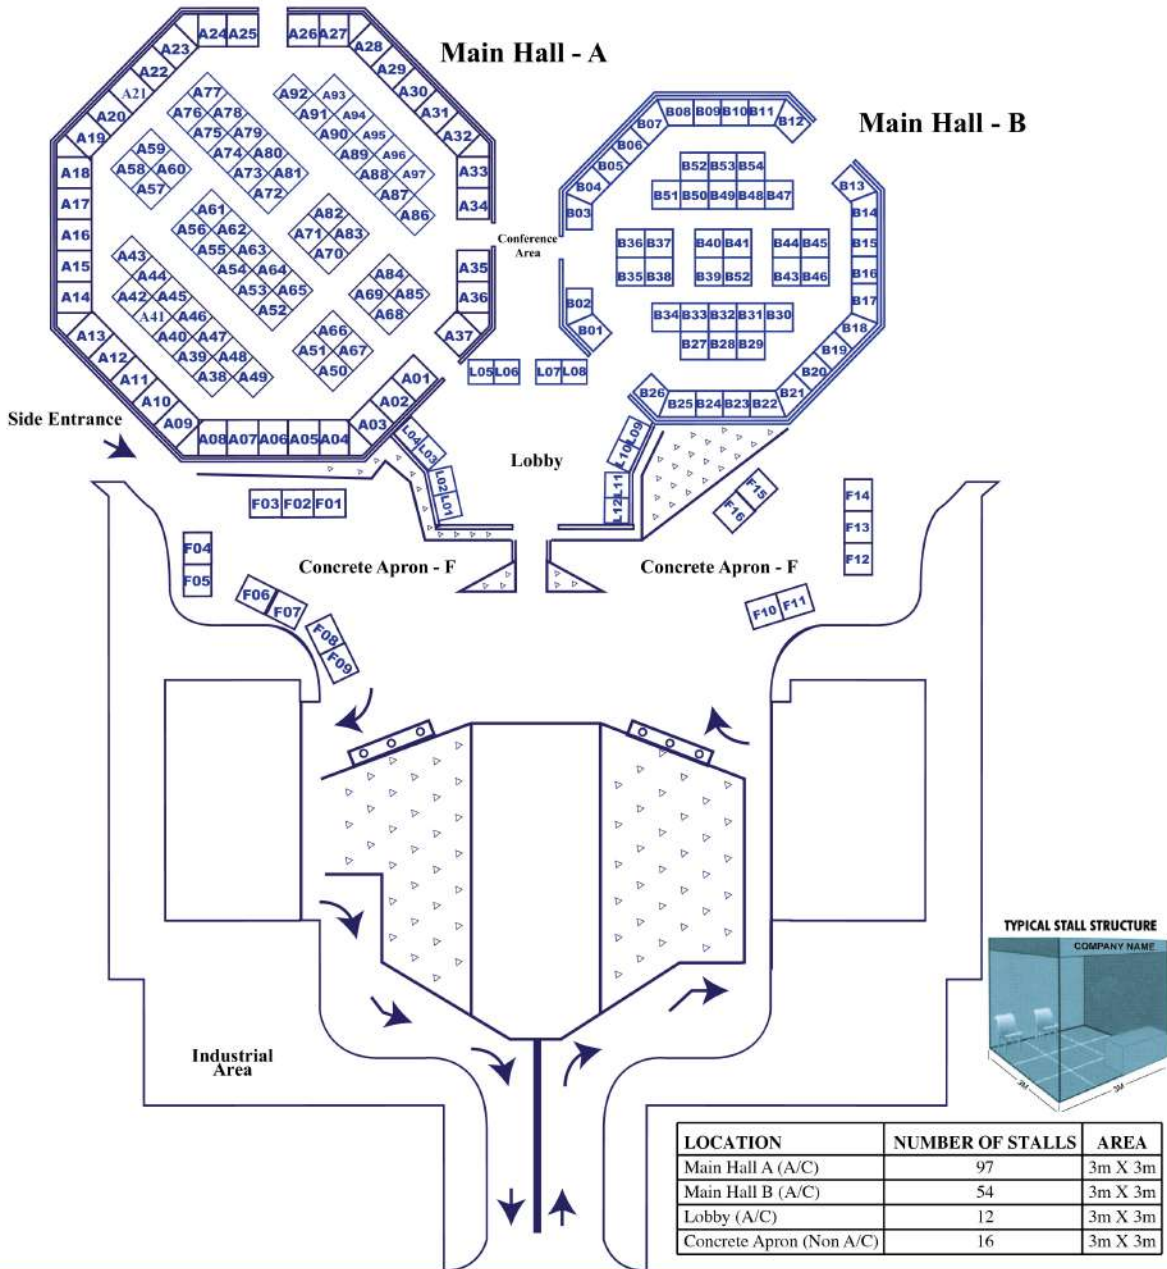 Main Hall - A
A24 A25 A26 A27
A23 A28
A22 A29
A21 A30
A20 A31
A19 A32
A18 A33
A17 A34
A16
A15 A35
A14 A36
A13 A37
A12 A01
A11 A02
A10 A03
A09
A08 A07 A06 A05 A04
A77
A76 A78
A75 A79
A74 A80
A73 A81
A72
A92 A93
A91 A94
A90 A95
A89 A96
A88 A97
A87
A86
A59
A58 A60
A57
A61
A56 A62
A55 A63
A54 A64
A53 A65
A52
A82
A71 A83
A70
A84
A69 A85
A68
A66
A51 A67
A50
A43
A44
A42 A45
A41 A46
A40 A47
A39 A48
A38 A49
Conference
Area
Main Hall - B
B08 B09 B10 B11
B07 B12
B06
B05
B04 B13
B03 B14
B15
B16
B02 B17
B01 B18
B19
B20
B26 B21
B25 B24 B23 B22
B52 B53 B54
B51 B50 B49 B48 B47
B36 B37 B40 B41 B44 B45
B35 B38 B39 B52 B43 B46
B34 B33 B32 B31 B30
B27 B28 B29
L05 L06 L07 L08
Side Entrance
Lobby
L04 L03
L02 L01
L10 L09
L11
L12
F03 F02 F01
F04
F05
F06 F07
F08
F09
F15
F16
F14
F13
F12
F10 F11
Concrete Apron - F
Concrete Apron - F
Industrial
Area
TYPICAL STALL STRUCTURE
COMPANY NAME
3M 3M
LOCATION NUMBER OF STALLS AREA
Main Hall A (A/C) 97 3m X 3m
Main Hall B (A/C) 54 3m X 3m
Lobby (A/C) 12 3m X 3m
Concrete Apron (Non A/C) 16 3m X 3m